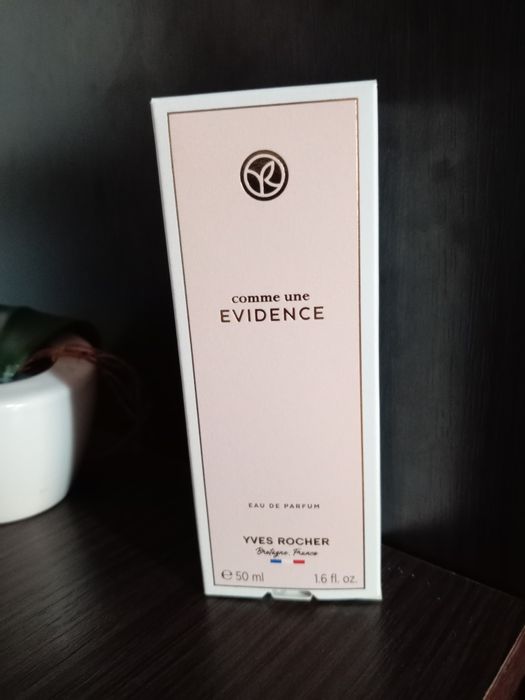 comme une
EVIDENCE
EAU DE PARFUM
YVES ROCHER
Bretagne, France
℮ 50 ml 1.6 fl. oz.